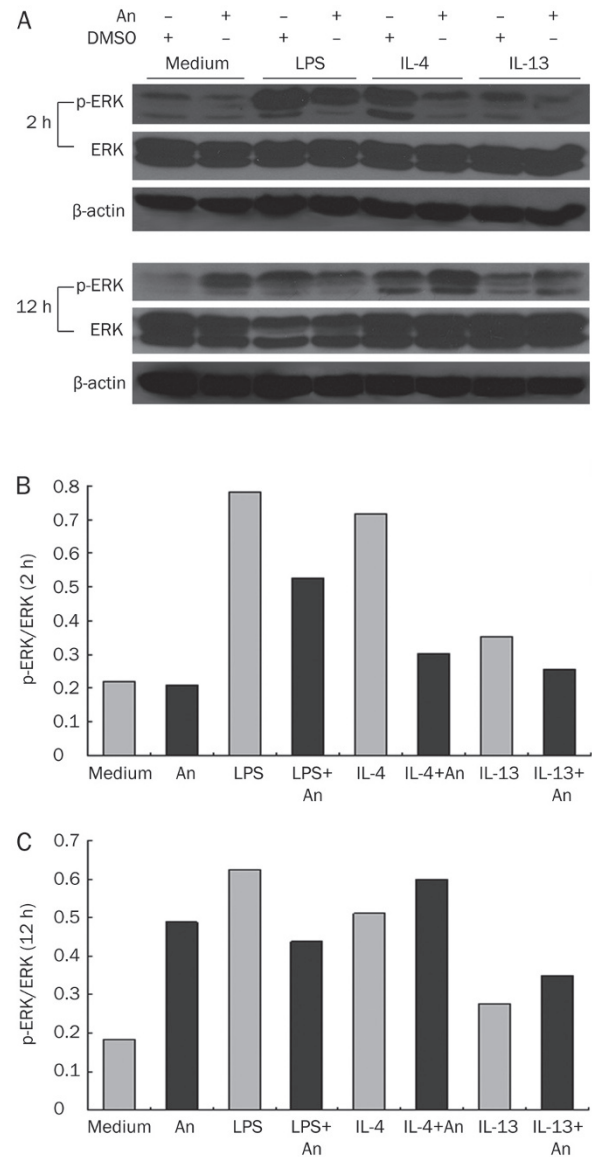 A
An – + – + – + – +
DMSO + – + – + – + –
Medium LPS IL-4 IL-13
2 h
p-ERK
ERK
β-actin
12 h
p-ERK
ERK
β-actin
B
p-ERK/ERK (2 h)
0.8
0.7
0.6
0.5
0.4
0.3
0.2
0.1
0
Medium An LPS LPS+ IL-4 IL-4+An IL-13 IL-13+
An An
C
p-ERK/ERK (12 h)
0.7
0.6
0.5
0.4
0.3
0.2
0.1
0
Medium An LPS LPS+ IL-4 IL-4+An IL-13 IL-13+
An An